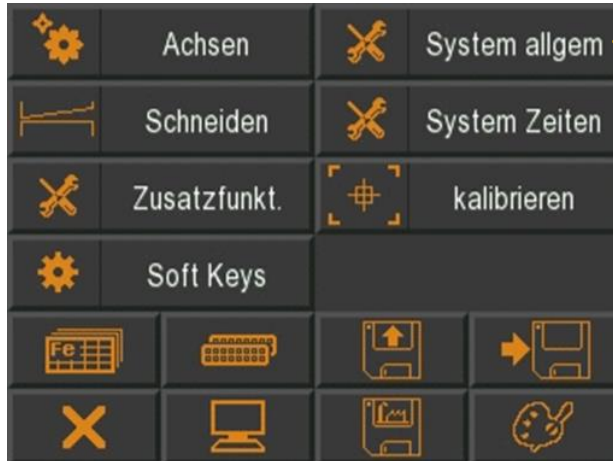 Achsen
System allgem
Schneiden
System Zeiten
Zusatzfunkt.
kalibrieren
Soft Keys
Fe